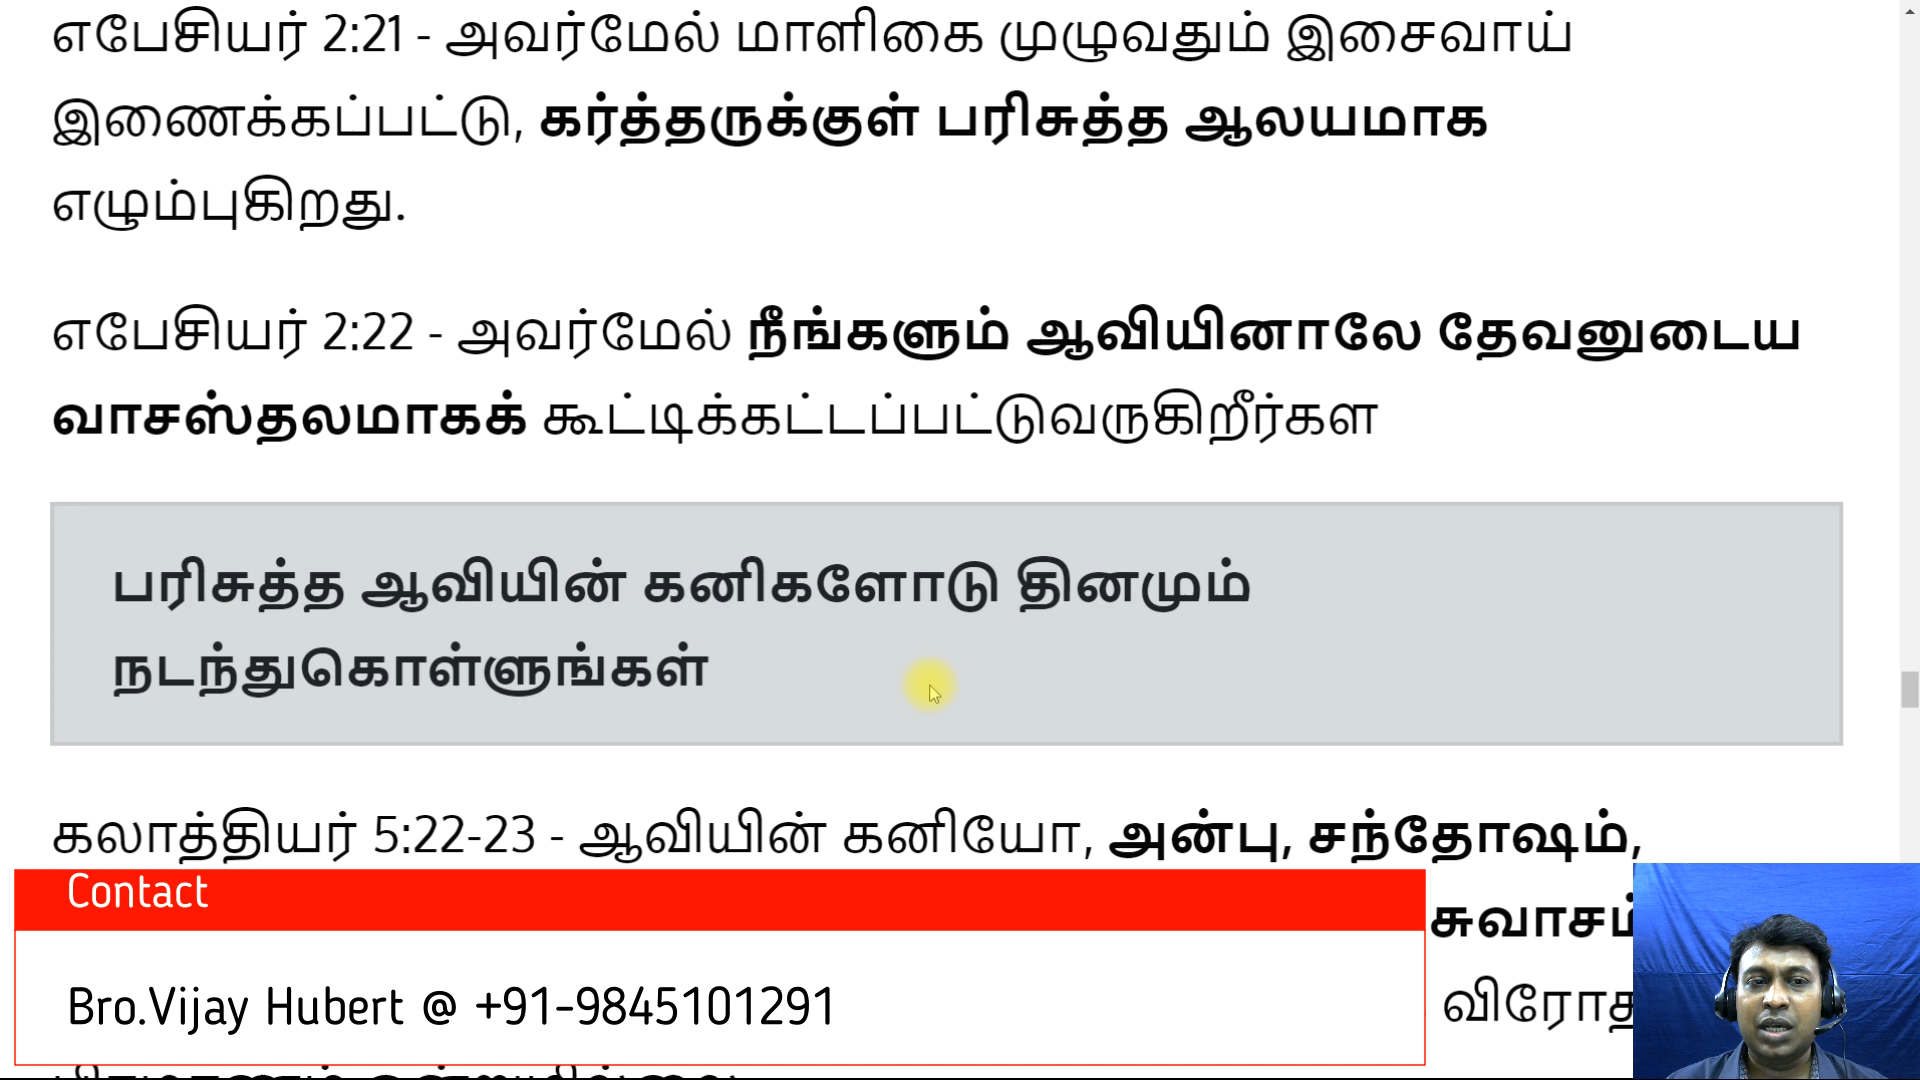 எபேசியர் 2:21 - அவர்மேல் மாளிகை முழுவதும் இசைவாய்
இணைக்கப்பட்டு, கர்த்தருக்குள் பரிசுத்த ஆலயமாக
எழும்புகிறது.
எபேசியர் 2:22 - அவர்மேல் நீங்களும் ஆவியினாலே தேவனுடைய
வாசஸ்தலமாகக் கூட்டிக்கட்டப்பட்டுவருகிறீர்கள
பரிசுத்த ஆவியின் கனிகளோடு தினமும்
நடந்துகொள்ளுங்கள்
கலாத்தியர் 5:22-23 - ஆவியின் கனியோ, அன்பு, சந்தோஷம்,
Contact
Bro.Vijay Hubert @ +91-9845101291